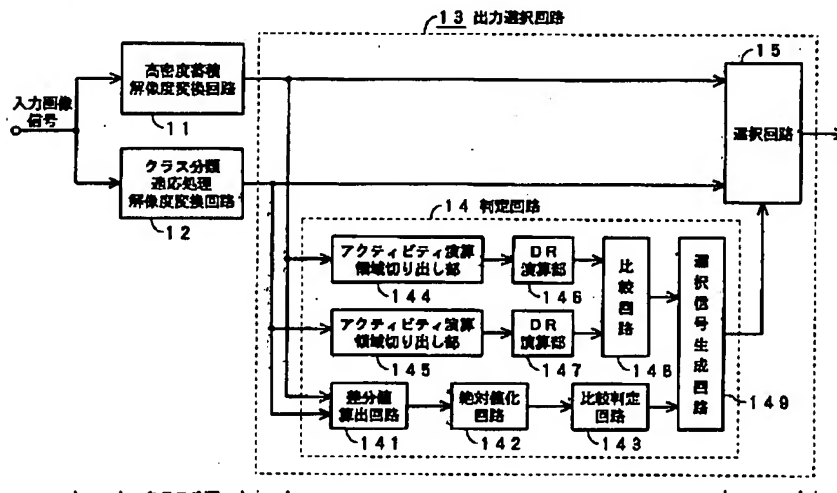 13 出力選択回路
高密度蓄積
解像度変換回路
11
入力画像
信号
クラス分類
適応処理
解像度変換回路
12
15
選択回路
14 判定回路
アクティビティ演算
領域切り出し部
144
DR
演算部
146
比較回路
148
選択信号生成回路
149
アクティビティ演算
領域切り出し部
145
DR
演算部
147
差分値
算出回路
141
絶対値化
回路
142
比較判定
回路
143